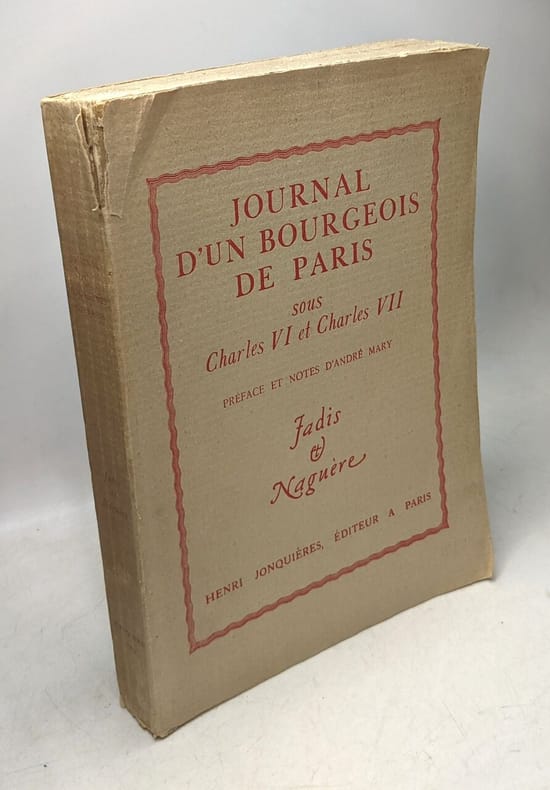 JOURNAL
D'UN BOURGEOIS
DE PARIS
sous
Charles VI et Charles VII
PRÉFACE ET NOTES D'ANDRÉ MARY
Jadis
&
Naguère
HENRI JONQUIÈRES, ÉDITEUR A PARIS